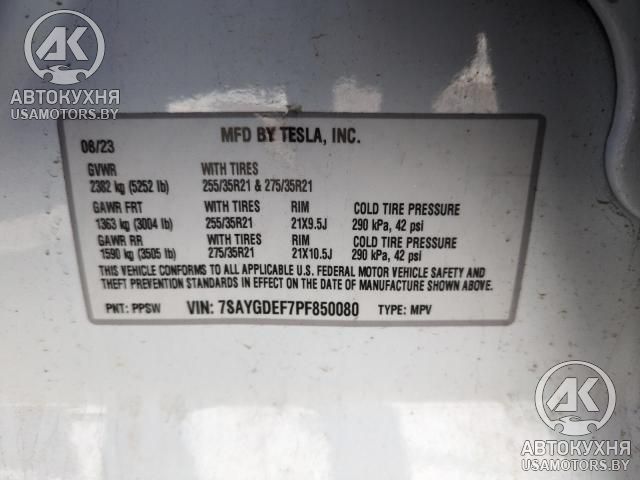 АК
АВТОКУХНЯ
USAMOTORS.BY
MFD BY TESLA, INC.
08/23
GVWR WITH TIRES
2382 kg (5252 lb) 255/35R21 & 275/35R21
GAWR FRT WITH TIRES RIM COLD TIRE PRESSURE
1363 kg (3004 lb) 255/35R21 21X9.5J 290 kPa, 42 psi
GAWR RR WITH TIRES RIM COLD TIRE PRESSURE
1590 kg (3505 lb) 275/35R21 21X10.5J 290 kPa, 42 psi
THIS VEHICLE CONFORMS TO ALL APPLICABLE U.S. FEDERAL MOTOR VEHICLE SAFETY AND
THEFT PREVENTION STANDARDS IN EFFECT ON THE DATE OF MANUFACTURE SHOWN ABOVE.
PNT: PPSW VIN: 7SAYGDEF7PF850080 TYPE: MPV
АК
АВТОКУХНЯ
USAMOTORS.BY